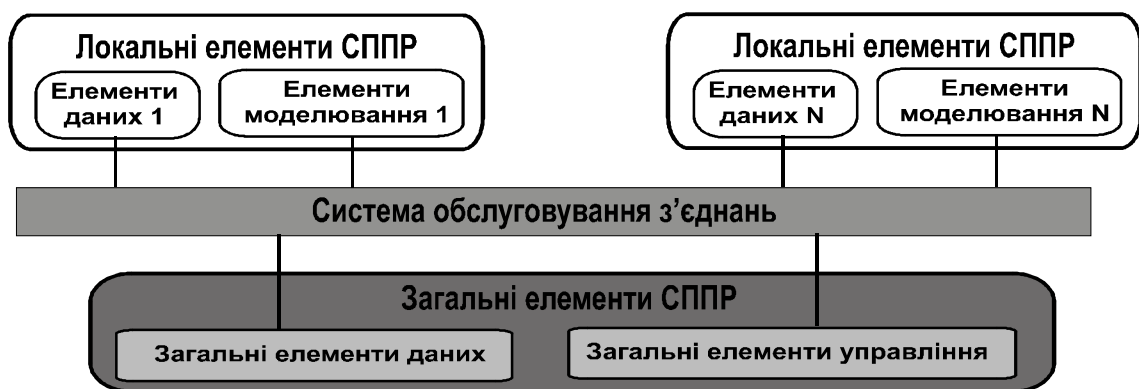 Локальні елементи СППР
Елементи
даних 1
Елементи
моделювання 1
Локальні елементи СППР
Елементи
даних N
Елементи
моделювання N
Система обслуговування з'єднань
Загальні елементи СППР
Загальні елементи даних
Загальні елементи управління